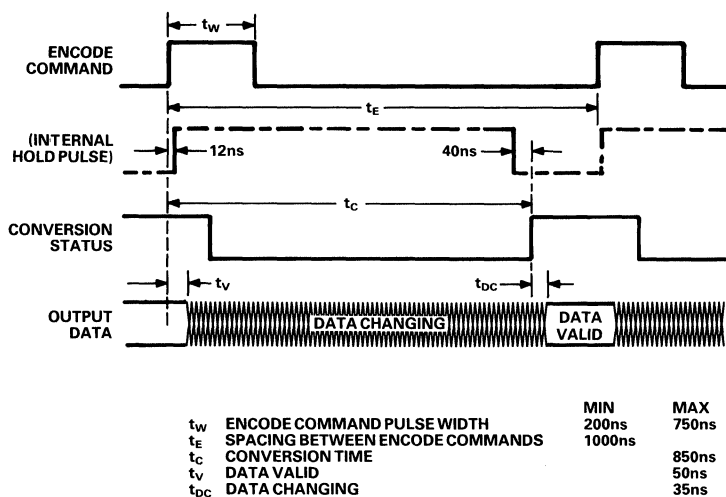 tW
ENCODE
COMMAND
tE
(INTERNAL
HOLD PULSE)
12ns
40ns
tC
CONVERSION
STATUS
tV
tDC
OUTPUT
DATA
DATA CHANGING
DATA
VALID
MIN MAX
tW ENCODE COMMAND PULSE WIDTH 200ns 750ns
tE SPACING BETWEEN ENCODE COMMANDS 1000ns
tC CONVERSION TIME 850ns
tV DATA VALID 50ns
tDC DATA CHANGING 35ns